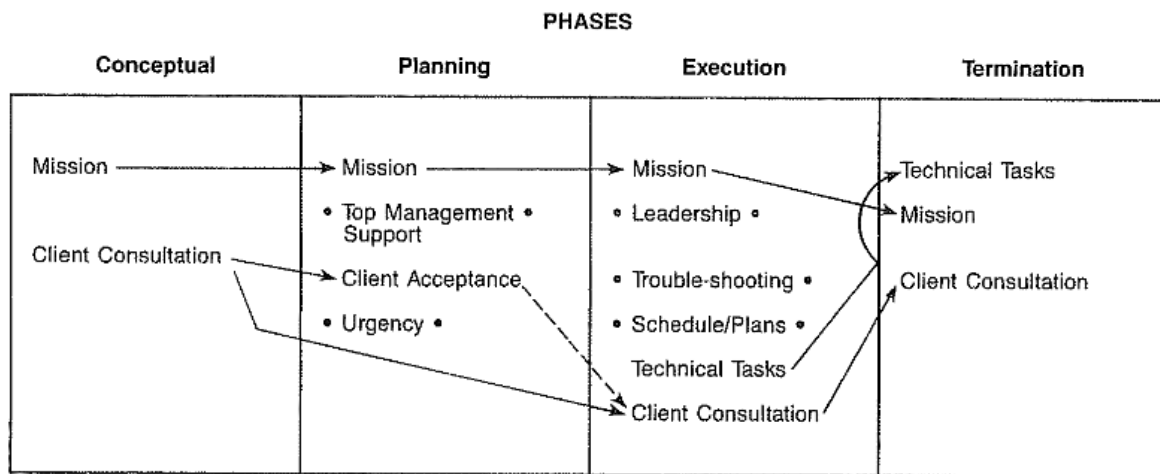 PHASES
Conceptual Planning Execution Termination
Mission Mission Mission Technical Tasks
• Top Management • • Leadership • Mission
Support
Client Consultation Client Acceptance • Trouble-shooting • Client Consultation
• Urgency • • Schedule/Plans •
Technical Tasks
Client Consultation